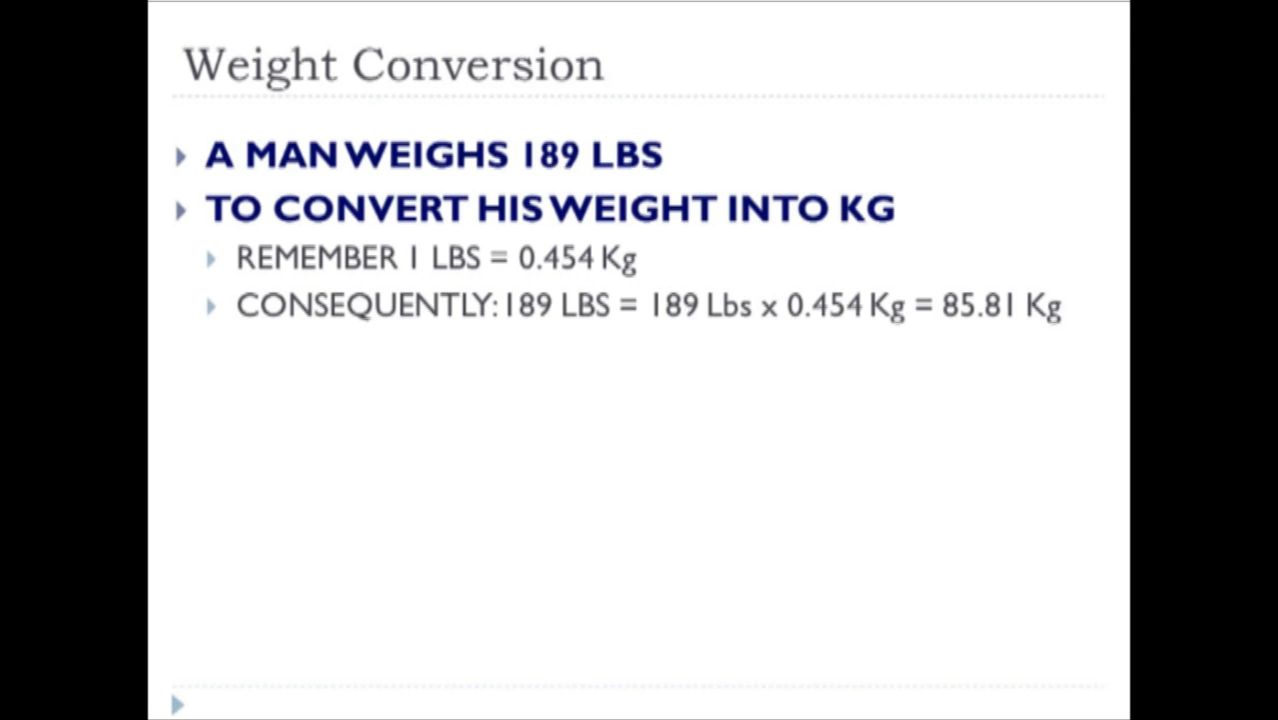 Weight Conversion
A MAN WEIGHS 189 LBS
TO CONVERT HIS WEIGHT INTO KG
REMEMBER 1 LBS = 0.454 Kg
CONSEQUENTLY: 189 LBS = 189 Lbs x 0.454 Kg = 85.81 Kg